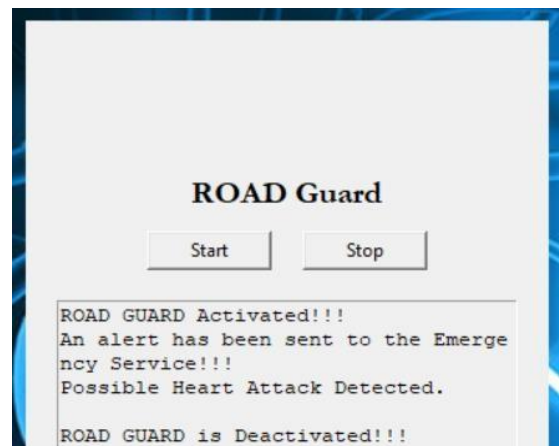 ROAD Guard
Start Stop
ROAD GUARD Activated!!!
An alert has been sent to the Emerge
ncy Service!!!
Possible Heart Attack Detected.
ROAD GUARD is Deactivated!!!